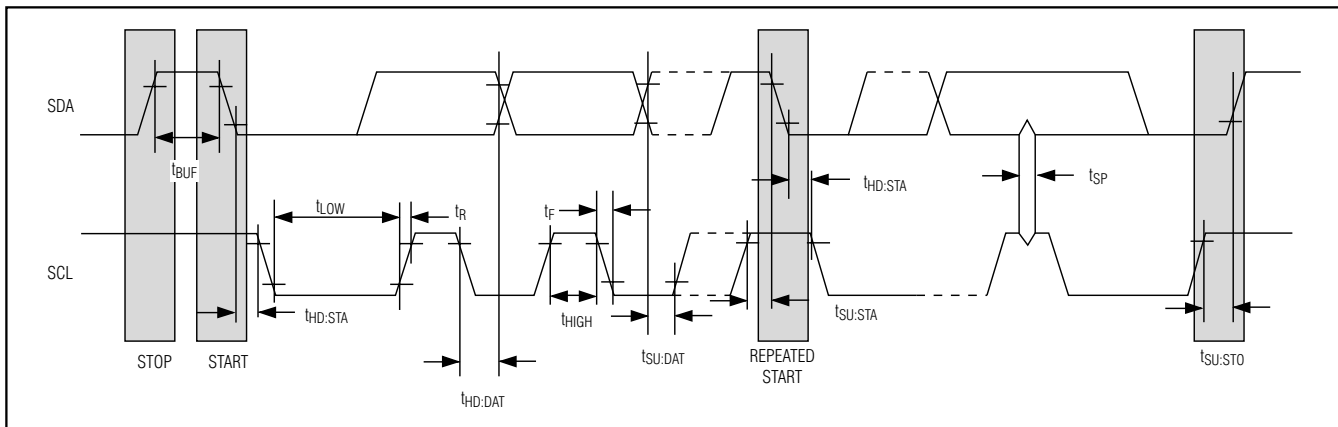 SDA
tBUF
tHD:STA
tSP
tLOW
tR
tF
SCL
tHD:STA
tHIGH
tSU:STA
tSU:DAT
tSU:STO
STOP
START
REPEATED
START
tHD:DAT